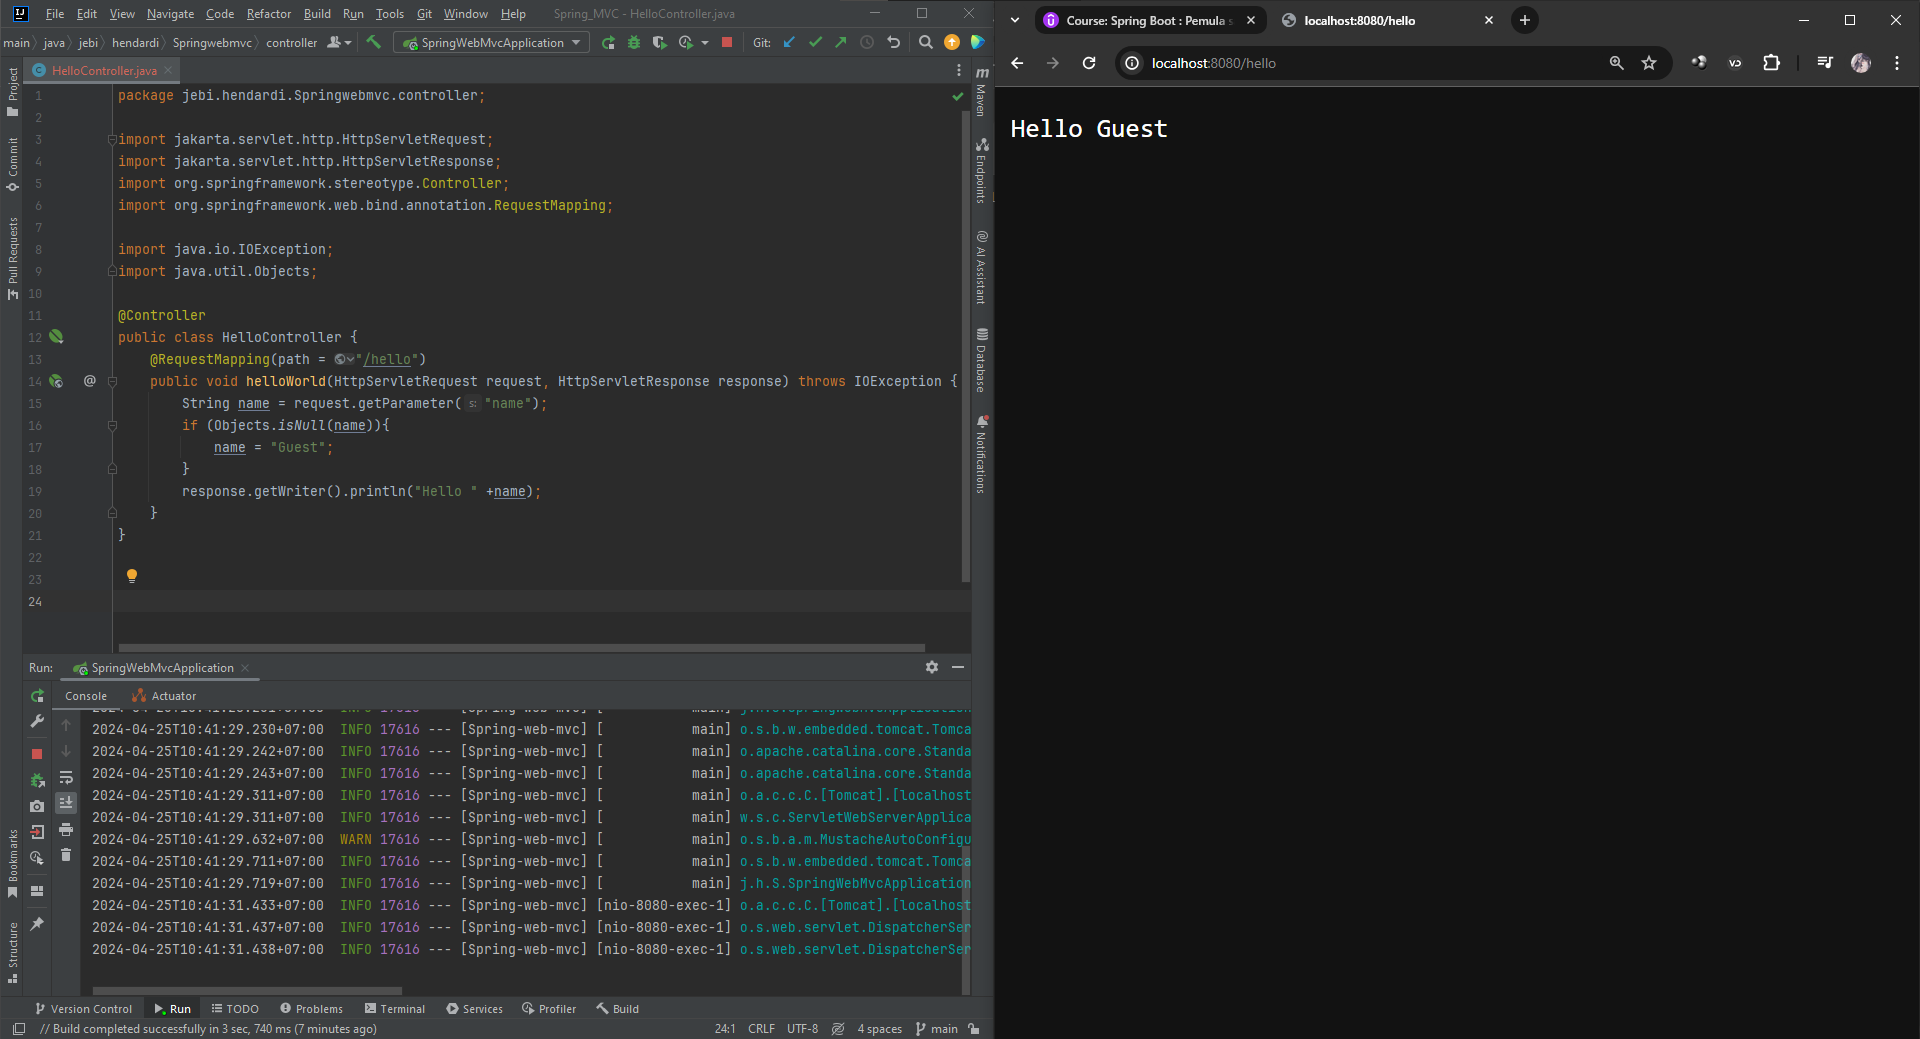 File Edit View Navigate Code Refactor Build Run Tools Git Window Help Spring_MVC - HelloController.java
main java jebi hendardi Springwebmvc controller SpringWebMvcApplication Git:
HelloController.java
Project
Commit
Pull Requests
Bookmarks
Structure
1 package jebi.hendardi.Springwebmvc.controller;
2
3 import jakarta.servlet.http.HttpServletRequest;
4 import jakarta.servlet.http.HttpServletResponse;
5 import org.springframework.stereotype.Controller;
6 import org.springframework.web.bind.annotation.RequestMapping;
7
8 import java.io.IOException;
9 import java.util.Objects;
10
11 @Controller
12 public class HelloController {
13 @RequestMapping(path = "/hello")
14 @ public void helloWorld(HttpServletRequest request, HttpServletResponse response) throws IOException {
15 String name = request.getParameter( s: "name");
16 if (Objects.isNull(name)){
17 name = "Guest";
18 }
19 response.getWriter().println("Hello " +name);
20 }
21 }
22
23
24
m Maven
Endpoints
AI Assistant
Database
Notifications
Run: SpringWebMvcApplication
Console Actuator
2024-04-25T10:41:29.230+07:00 INFO 17616 --- [Spring-web-mvc] [ main] o.s.b.w.embedded.tomcat.Tomca
2024-04-25T10:41:29.242+07:00 INFO 17616 --- [Spring-web-mvc] [ main] o.apache.catalina.core.Standa
2024-04-25T10:41:29.243+07:00 INFO 17616 --- [Spring-web-mvc] [ main] o.apache.catalina.core.Standa
2024-04-25T10:41:29.311+07:00 INFO 17616 --- [Spring-web-mvc] [ main] o.a.c.c.C.[Tomcat].[localhost
2024-04-25T10:41:29.311+07:00 INFO 17616 --- [Spring-web-mvc] [ main] w.s.c.ServletWebServerApplica
2024-04-25T10:41:29.632+07:00 WARN 17616 --- [Spring-web-mvc] [ main] o.s.b.a.m.MustacheAutoConfigu
2024-04-25T10:41:29.711+07:00 INFO 17616 --- [Spring-web-mvc] [ main] o.s.b.w.embedded.tomcat.Tomca
2024-04-25T10:41:29.719+07:00 INFO 17616 --- [Spring-web-mvc] [ main] j.h.S.SpringWebMvcApplication
2024-04-25T10:41:31.433+07:00 INFO 17616 --- [Spring-web-mvc] [nio-8080-exec-1] o.a.c.c.C.[Tomcat].[localhost
2024-04-25T10:41:31.437+07:00 INFO 17616 --- [Spring-web-mvc] [nio-8080-exec-1] o.s.web.servlet.DispatcherSer
2024-04-25T10:41:31.438+07:00 INFO 17616 --- [Spring-web-mvc] [nio-8080-exec-1] o.s.web.servlet.DispatcherSer
Version Control Run TODO Problems Terminal Services Profiler Build
// Build completed successfully in 3 sec, 740 ms (7 minutes ago) 24:1 CRLF UTF-8 4 spaces main
Course: Spring Boot : Pemula s localhost:8080/hello
localhost:8080/hello
Hello Guest